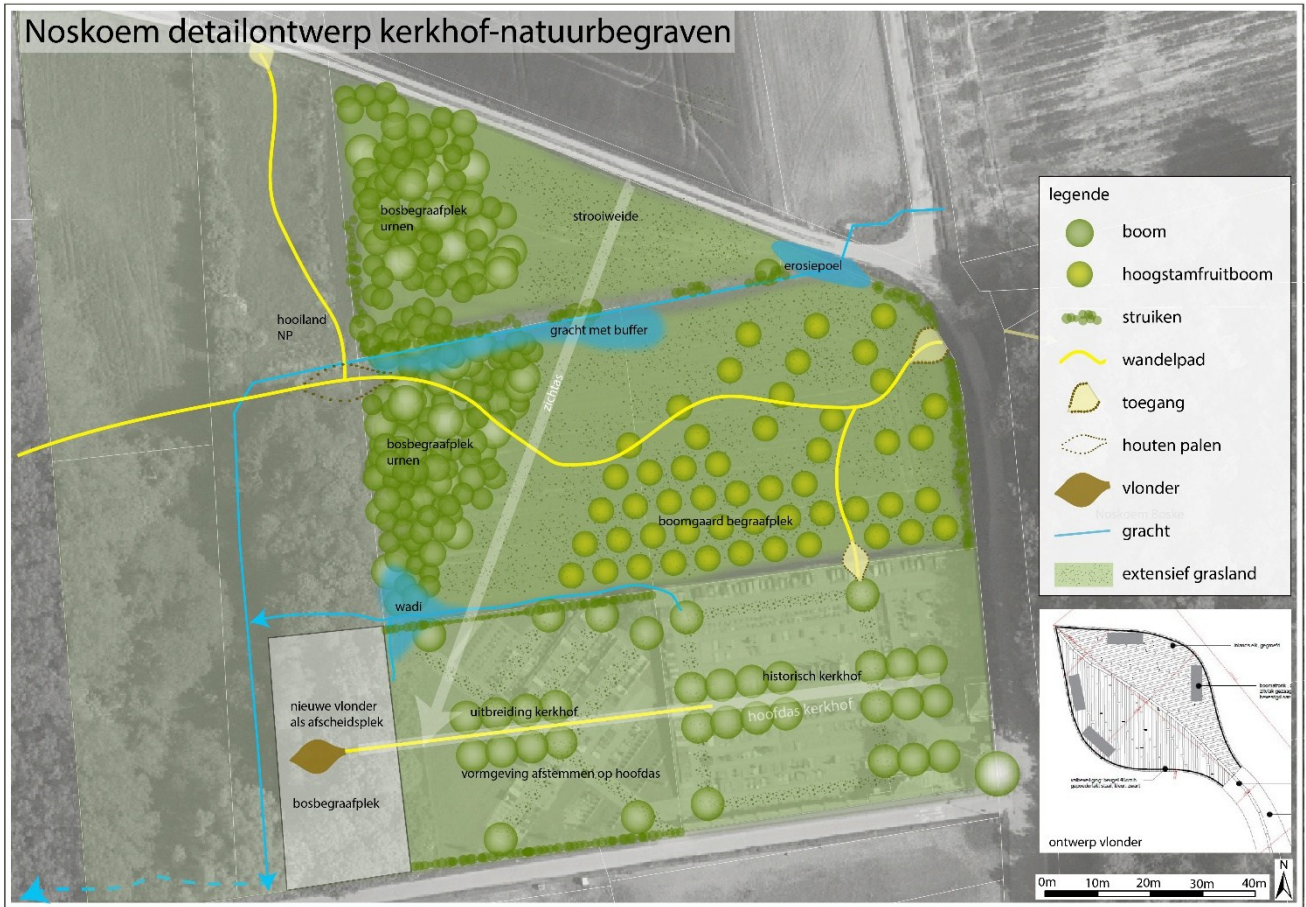 Noskoem detailontwerp kerkhof-natuurbegraven
bosbegraafplek
urnen
strooiweide
erosiepoel
hooiland
NP
gracht met buffer
zichtas
bosbegraafplek
urnen
boomgaard begraafplek
wadi
nieuwe vlonder
als afscheidsplek
bosbegraafplek
uitbreiding kerkhof
historisch kerkhof
hoofdas kerkhof
vormgeving afstemmen op hoofdas
legende
boom
hoogstamfruitboom
struiken
wandelpad
toegang
houten palen
vlonder
gracht
extensief grasland
ontwerp vlonder
N
0m 10m 20m 30m 40m